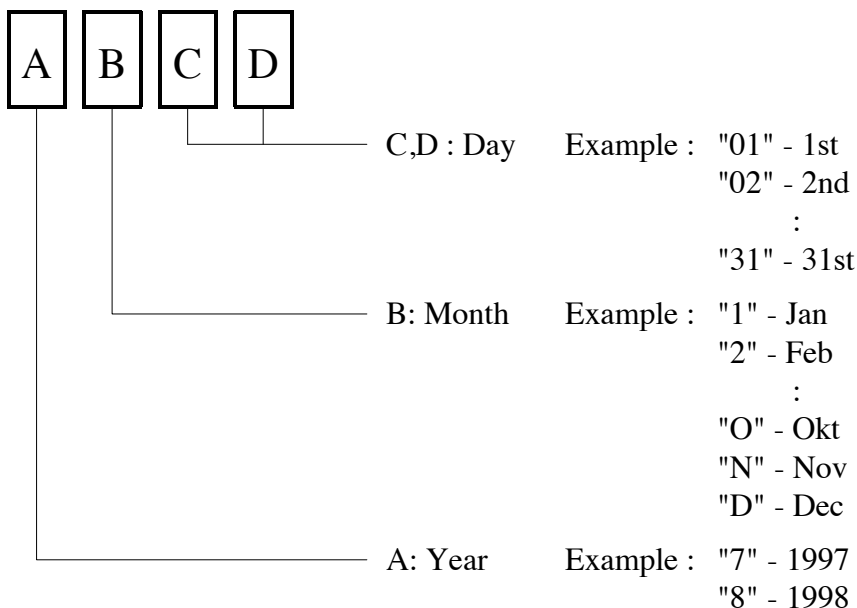 A B C D
C,D : Day Example : "01" - 1st
"02" - 2nd
:
"31" - 31st
B: Month Example : "1" - Jan
"2" - Feb
:
"O" - Okt
"N" - Nov
"D" - Dec
A: Year Example : "7" - 1997
"8" - 1998